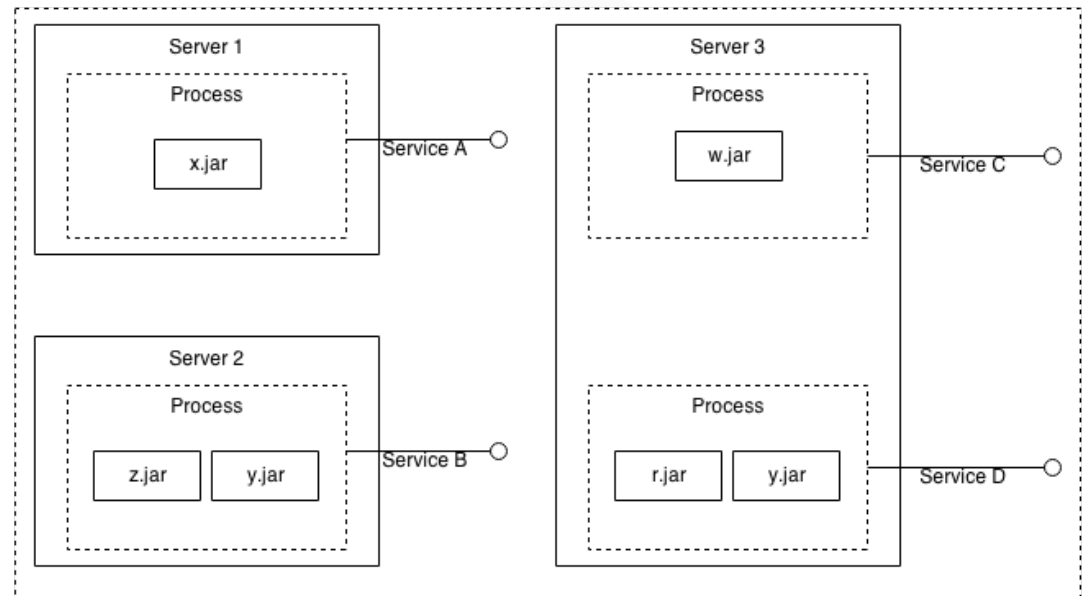 Server 1
Process
x.jar
Service A
Server 2
Process
z.jar
y.jar
Service B
Server 3
Process
w.jar
Service C
Process
r.jar
y.jar
Service D